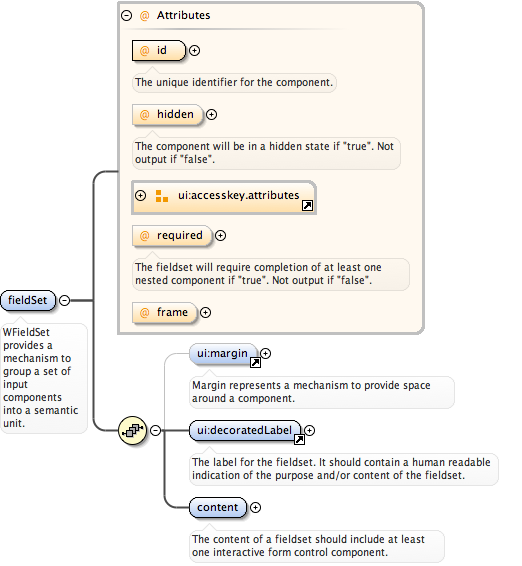 @ Attributes
@ id
The unique identifier for the component.
@ hidden
The component will be in a hidden state if "true". Not
output if "false".
ui:accesskey.attributes
@ required
The fieldset will require completion of at least one
nested component if "true". Not output if "false".
@ frame
fieldSet
WFieldSet
provides a
mechanism to
group a set of
input
components
into a semantic
unit.
ui:margin
Margin represents a mechanism to provide space
around a component.
ui:decoratedLabel
The label for the fieldset. It should contain a human readable
indication of the purpose and/or content of the fieldset.
content
The content of a fieldset should include at least
one interactive form control component.